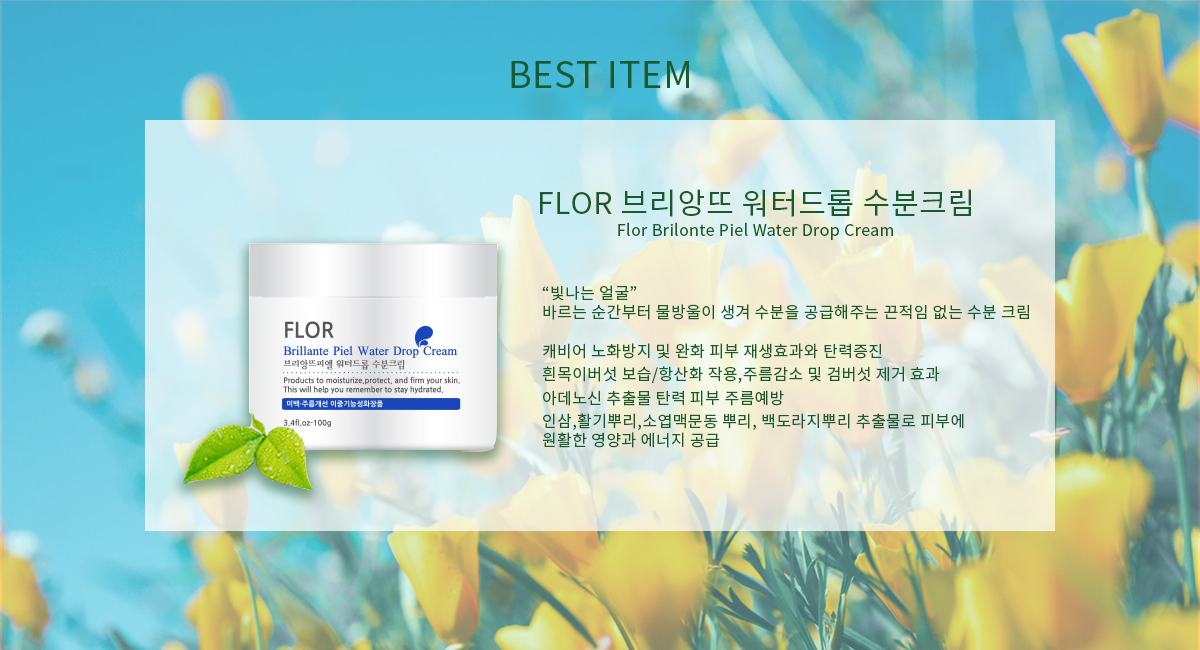 BEST ITEM
FLOR 브리앙뜨 워터드롭 수분크림
Flor Brilonte Piel Water Drop Cream
“빛나는 얼굴”
바르는 순간부터 물방울이 생겨 수분을 공급해주는 끈적임 없는 수분 크림
캐비어 노화방지 및 완화 피부 재생효과와 탄력증진
흰목이버섯 보습/항산화 작용,주름감소 및 검버섯 제거 효과
아데노신 추출물 탄력 피부 주름예방
인삼,활기뿌리,소엽맥문동 뿌리, 백도라지뿌리 추출물로 피부에
원활한 영양과 에너지 공급
FLOR
Brillante Piel Water Drop Cream
브리앙뜨피엘 워터드롭 수분크림
Products to moisturize,protect, and firm your skin.
This will help you remember to stay hydrated.
미백·주름개선 이중기능성화장품
3.4fl.oz-100g